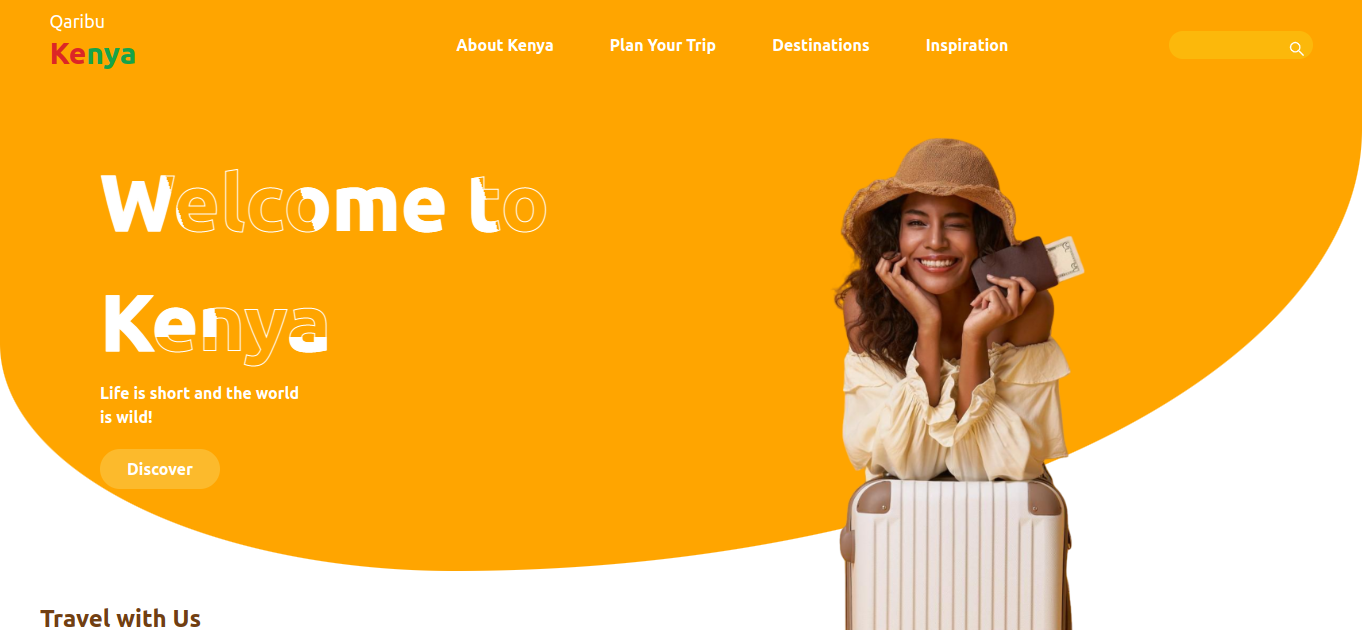 Qaribu
Kenya
About Kenya
Plan Your Trip
Destinations
Inspiration
Welcome to
Kenya
Life is short and the world
is wild!
Discover
Travel with Us